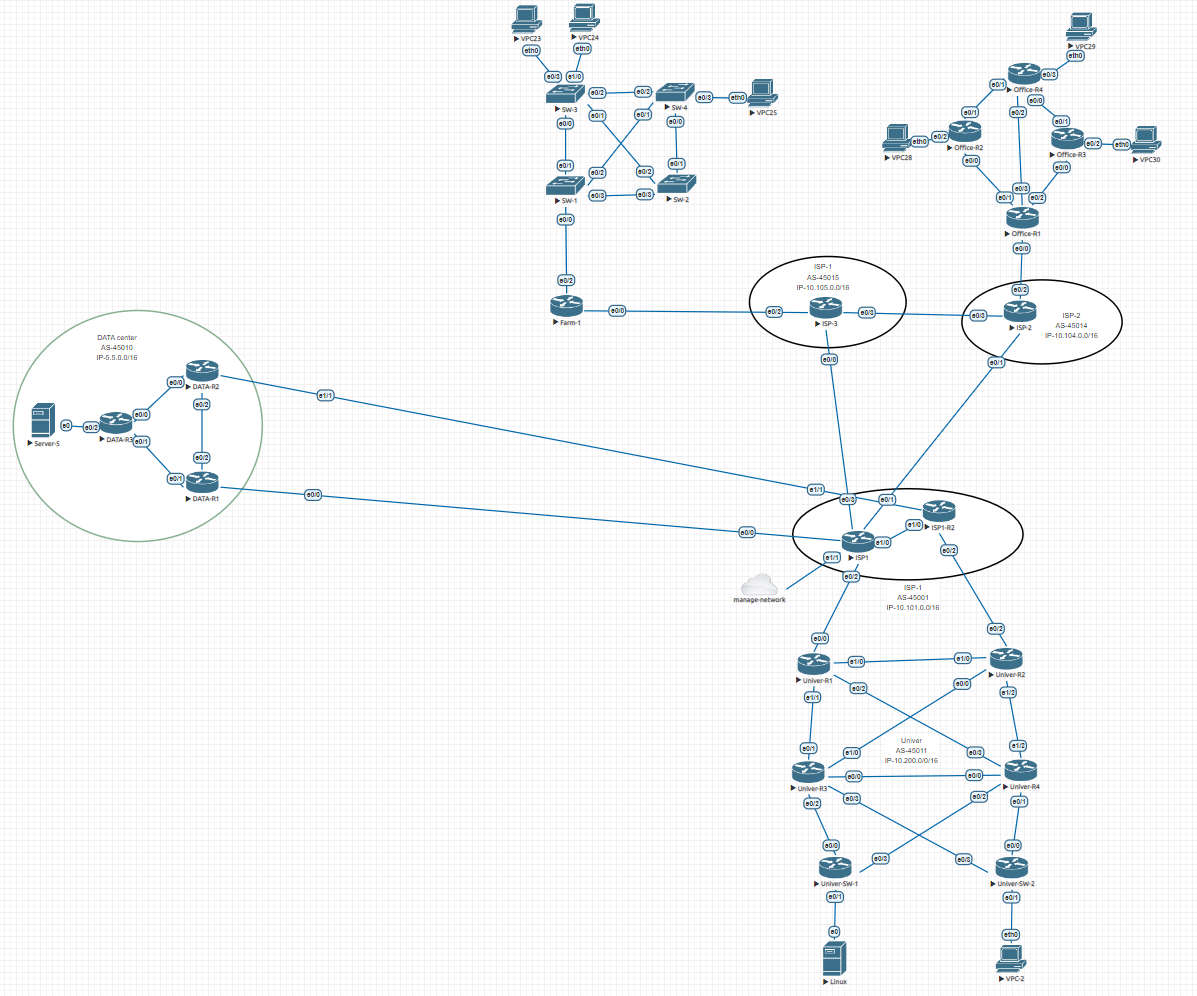 VPC23
VPC24
eth0
eth0
e0/3
e1/0
SW-3
e0/2
e0/2
SW-4
e0/3
eth0
VPC25
e0/0
e0/1
e0/1
e0/0
e0/1
e0/2
e0/2
e0/1
SW-1
e0/3
e0/3
SW-2
e0/0
e0/2
Farm-1
e0/0
VPC29
eth0
Office-R4
e0/3
e0/1
e0/0
e0/2
e0/1
e0/1
VPC28
eth0
e0/2
Office-R2
Office-R3
e0/2
eth0
VPC30
e0/0
e0/0
e0/3
e0/1
e0/2
Office-R1
e0/0
e0/2
ISP-1
AS-45015
IP-10.105.0.0/16
e0/2
ISP-3
e0/3
e0/0
e0/3
ISP-2
ISP-2
AS-45014
IP-10.104.0.0/16
e0/1
DATA center
AS-45010
IP-5.5.0.0/16
DATA-R2
e0/0
e0/2
e1/1
Server-5
e0
e0/2
DATA-R3
e0/0
e0/1
e0/2
e0/1
DATA-R1
e0/0
e1/1
e0/3
e0/1
ISP1-R2
e1/0
e0/0
ISP1
e1/0
e1/1
e0/2
e0/2
manage-network
ISP-1
AS-45001
IP-10.101.0.0/16
e0/0
e0/2
Univer-R1
e1/0
e1/0
Univer-R2
e1/1
e0/2
e0/0
e1/2
Univer
AS-45011
IP-10.200.0/0/16
e0/1
e1/0
e0/3
e1/2
Univer-R3
e0/0
e0/0
Univer-R4
e0/2
e0/3
e0/2
e0/1
e0/0
e0/3
e0/3
e0/0
Univer-SW-1
Univer-SW-2
e0/1
e0/1
e0
eth0
Linux
VPC-2